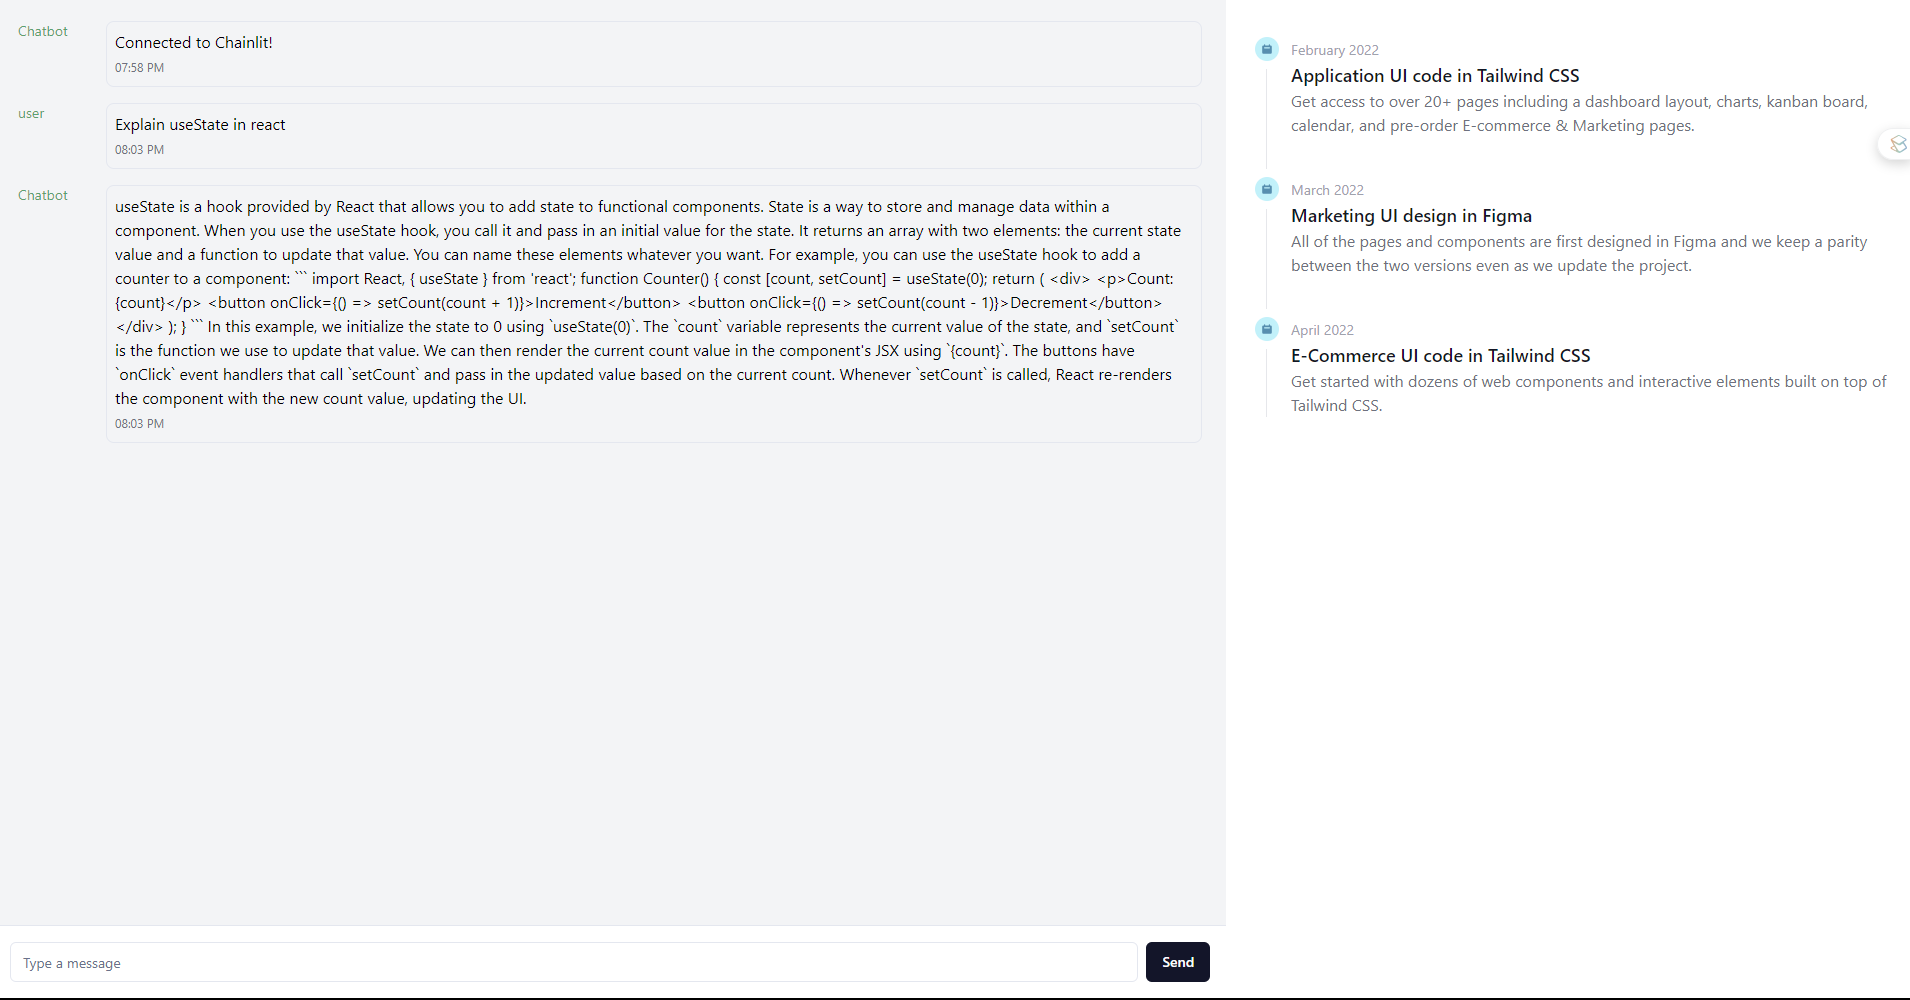 Chatbot
Connected to Chainlit!
07:58 PM
user
Explain useState in react
08:03 PM
Chatbot
useState is a hook provided by React that allows you to add state to functional components. State is a way to store and manage data within a
component. When you use the useState hook, you call it and pass in an initial value for the state. It returns an array with two elements: the current state
value and a function to update that value. You can name these elements whatever you want. For example, you can use the useState hook to add a
counter to a component: ``` import React, { useState } from 'react'; function Counter() { const [count, setCount] = useState(0); return ( <div> <p>Count:
{count}</p> <button onClick={() => setCount(count + 1)}>Increment</button> <button onClick={() => setCount(count - 1)}>Decrement</button>
</div> ); } ``` In this example, we initialize the state to 0 using `useState(0)`. The `count` variable represents the current value of the state, and `setCount`
is the function we use to update that value. We can then render the current count value in the component's JSX using `{count}`. The buttons have
`onClick` event handlers that call `setCount` and pass in the updated value based on the current count. Whenever `setCount` is called, React re-renders
the component with the new count value, updating the UI.
08:03 PM
Type a message
Send
February 2022
Application UI code in Tailwind CSS
Get access to over 20+ pages including a dashboard layout, charts, kanban board,
calendar, and pre-order E-commerce & Marketing pages.
March 2022
Marketing UI design in Figma
All of the pages and components are first designed in Figma and we keep a parity
between the two versions even as we update the project.
April 2022
E-Commerce UI code in Tailwind CSS
Get started with dozens of web components and interactive elements built on top of
Tailwind CSS.